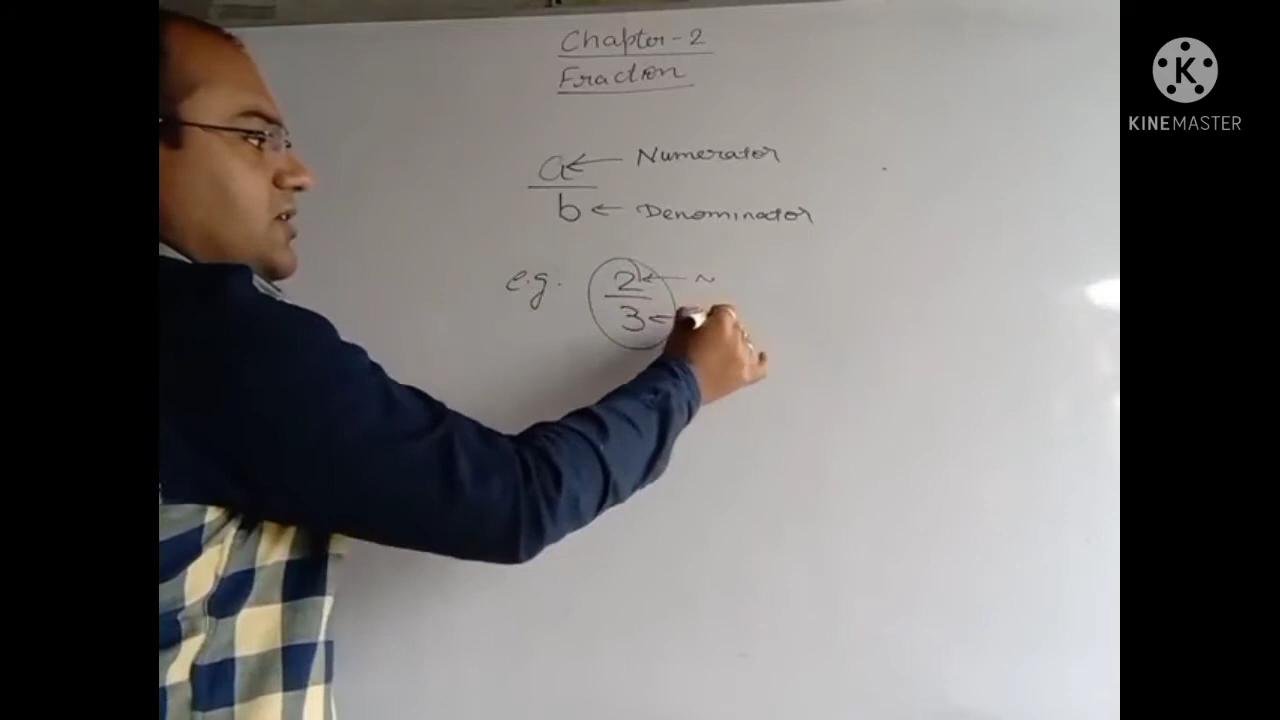 Chapter-2
Fraction
a ← Numerator
b ← Denominator
e.g. 2 ← N
3 ←
KINEMASTER